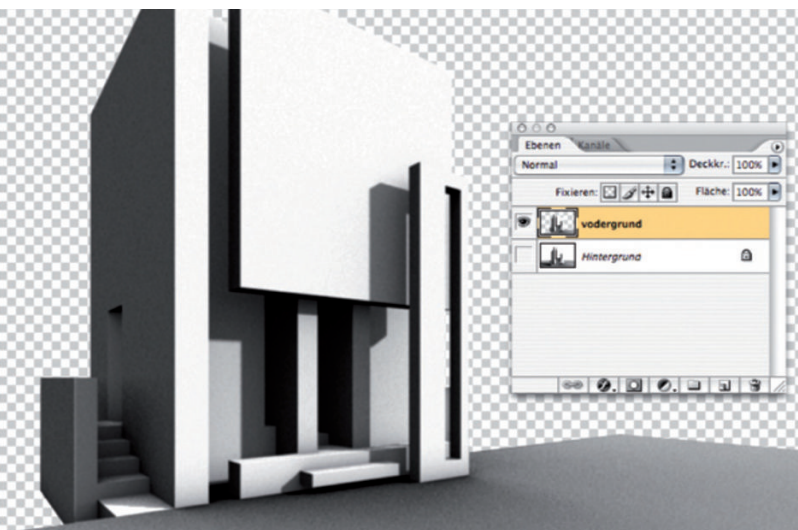 Ebenen Kanäle
Normal Deckkr.: 100%
Fixieren: Fläche: 100%
vodergrund
Hintergrund